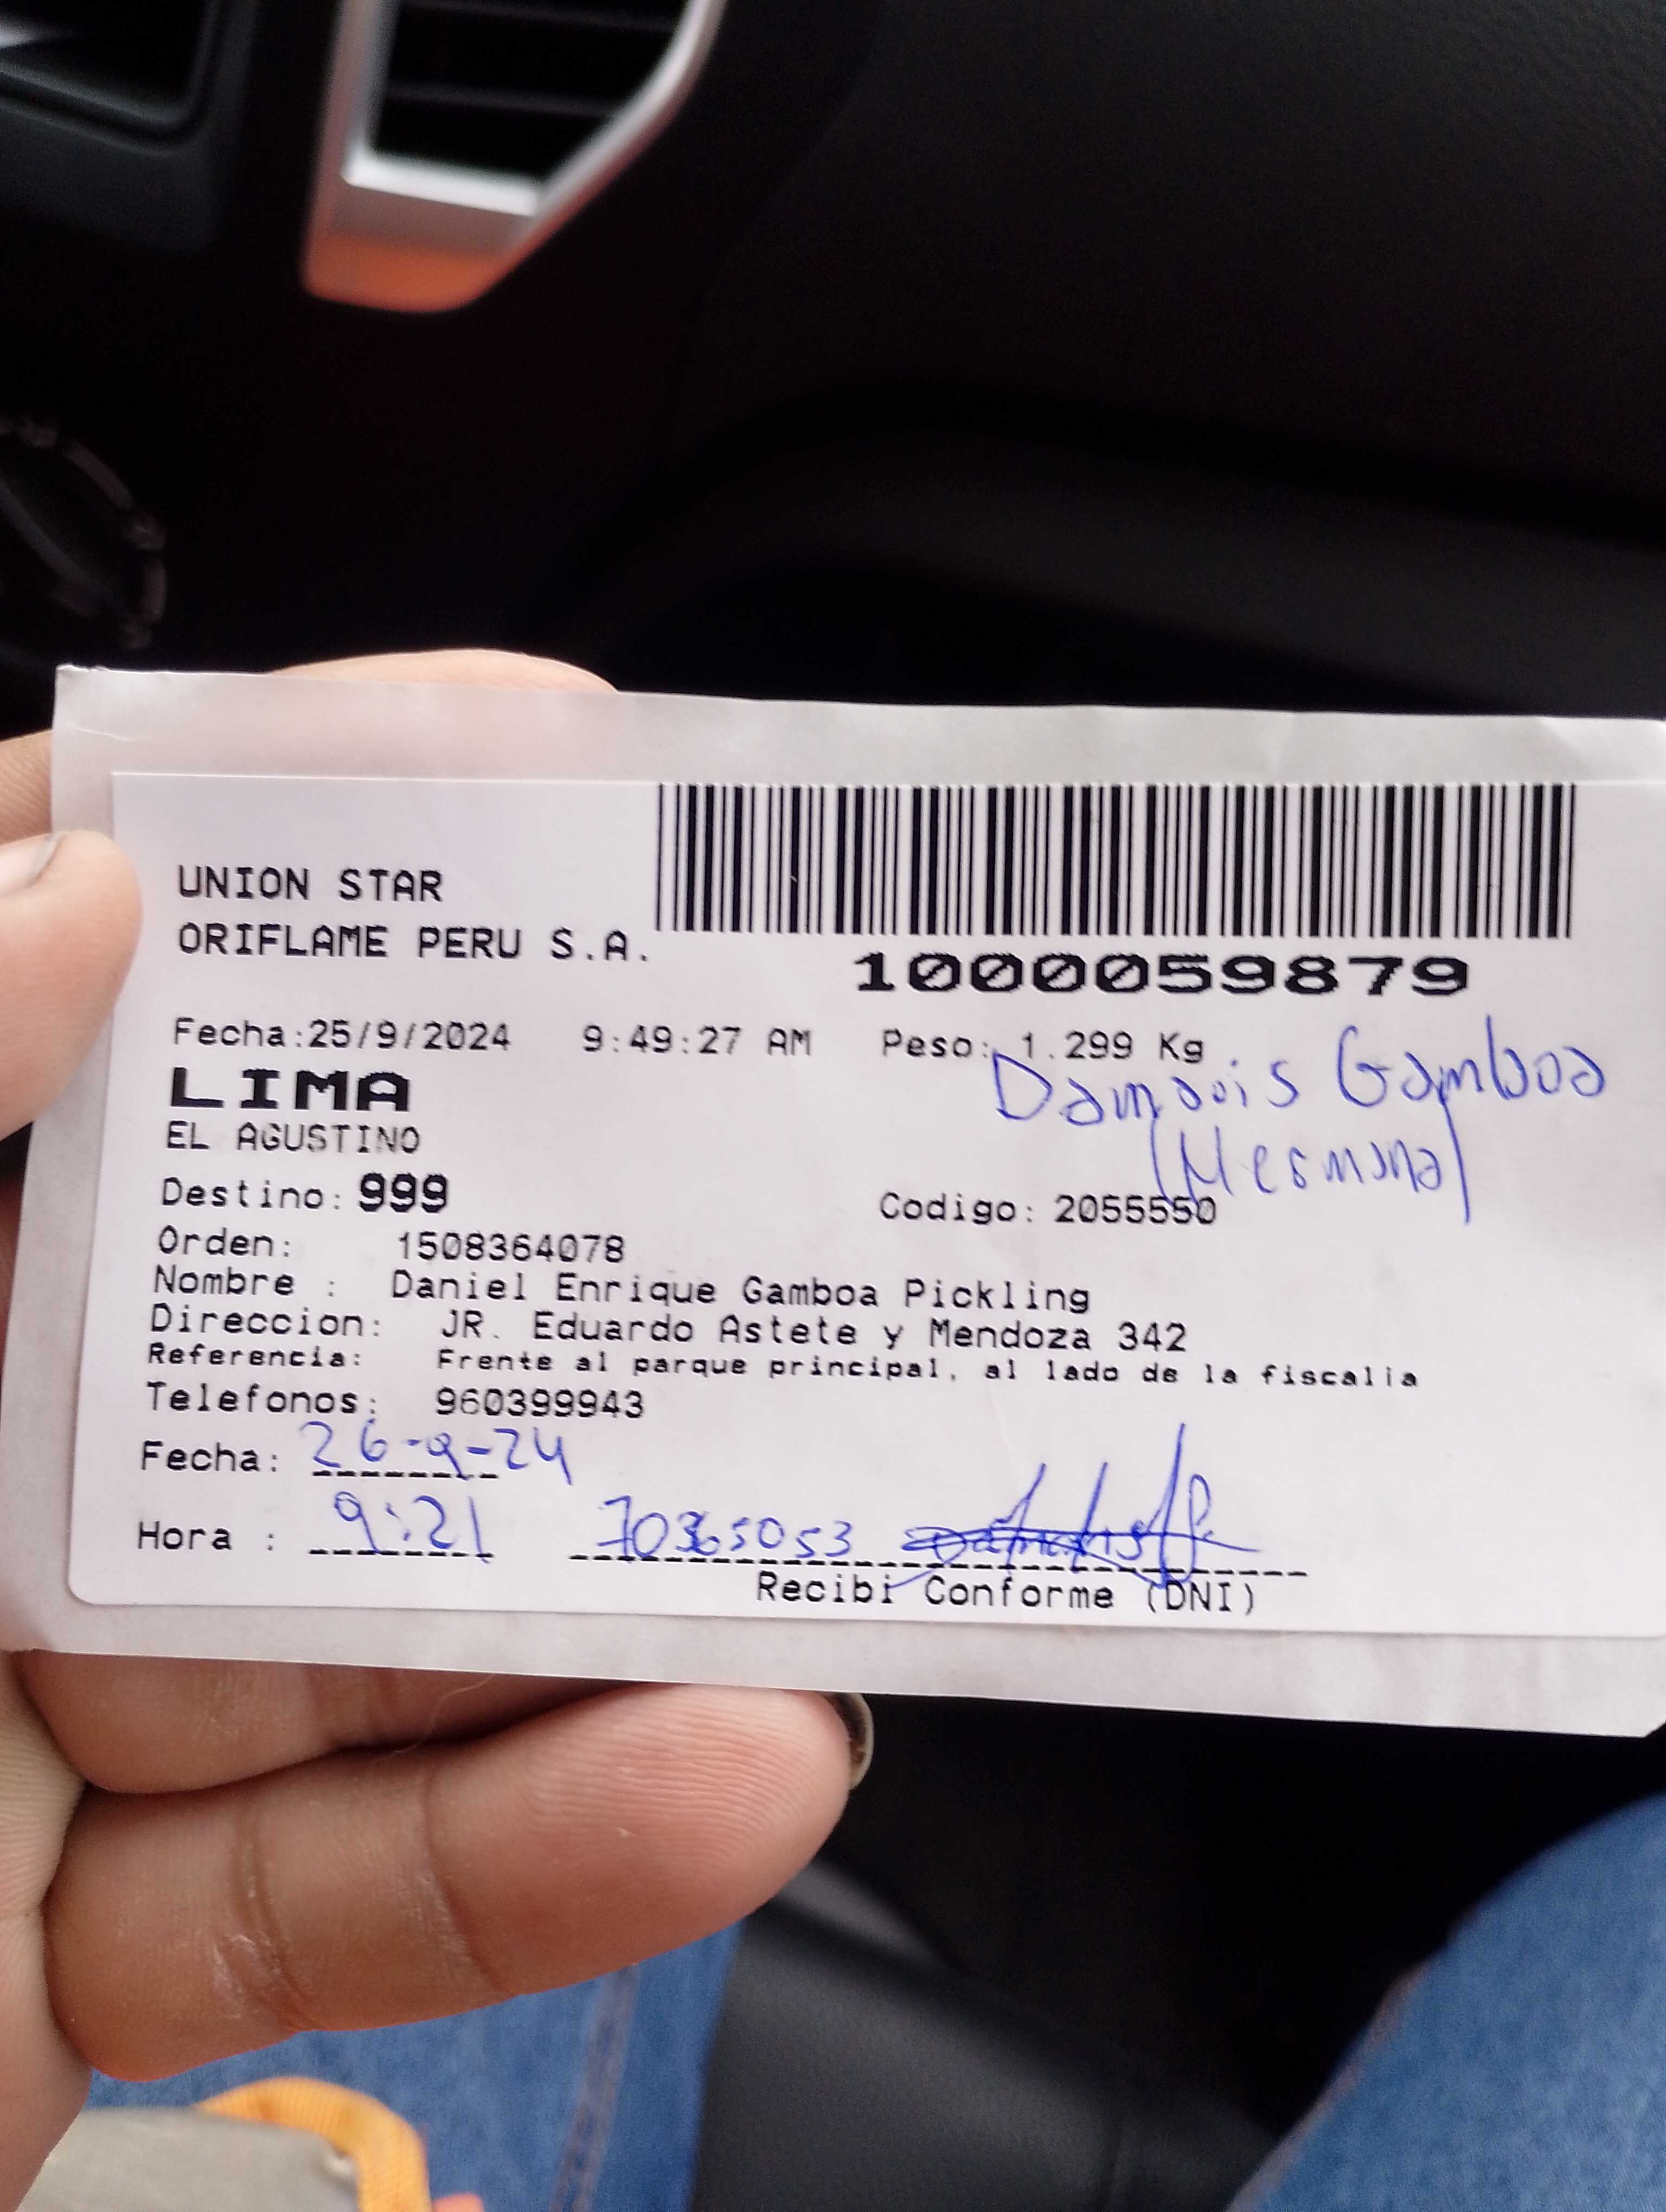 UNION STAR
ORIFLAME PERU S.A.
1000059879
Fecha:25/9/2024 9:49:27 AM Peso: 1.299 Kg
Gamboa
LIMA
EL AGUSTINO
Destino: 999 Codigo: 2055550
Orden: 1508364078
Nombre : Daniel Enrique Gamboa Pickling
Direccion: JR. Eduardo Astete y Mendoza 342
Referencia: Frente al parque principal, al lado de la fiscalia
Telefonos: 960399943
Fecha: 26-9-24
Hora : 9:21
Recibi Conforme (DNI)